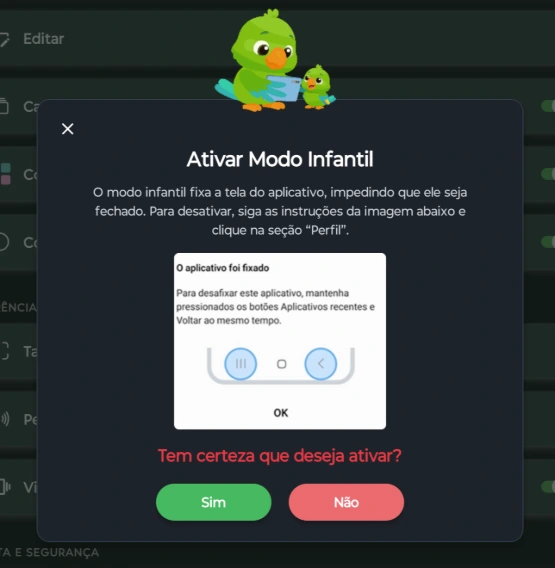 Editar
Ativar Modo Infantil
O modo infantil fixa a tela do aplicativo, impedindo que ele seja
fechado. Para desativar, siga as instruções da imagem abaixo e
clique na seção “Perfil”.
O aplicativo foi fixado
Para desafixar este aplicativo, mantenha
pressionados os botões Aplicativos recentes e
Voltar ao mesmo tempo.
OK
Tem certeza que deseja ativar?
Sim
Não
E SEGURANÇA